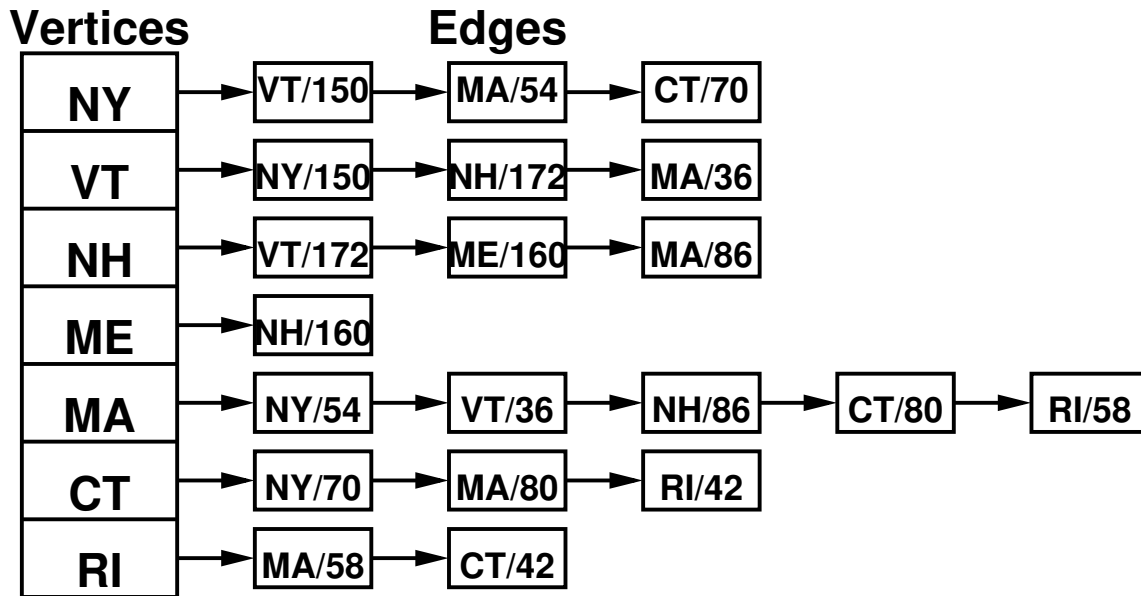 Vertices Edges
NY VT/150 MA/54 CT/70
VT NY/150 NH/172 MA/36
NH VT/172 ME/160 MA/86
ME NH/160
MA NY/54 VT/36 NH/86 CT/80 RI/58
CT NY/70 MA/80 RI/42
RI MA/58 CT/42